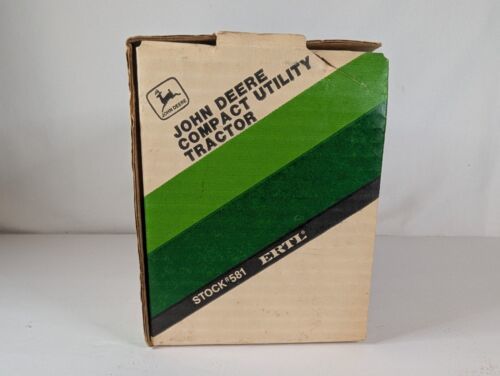 JOHN DEERE
JOHN DEERE
COMPACT UTILITY
TRACTOR
STOCK #581 ERTL